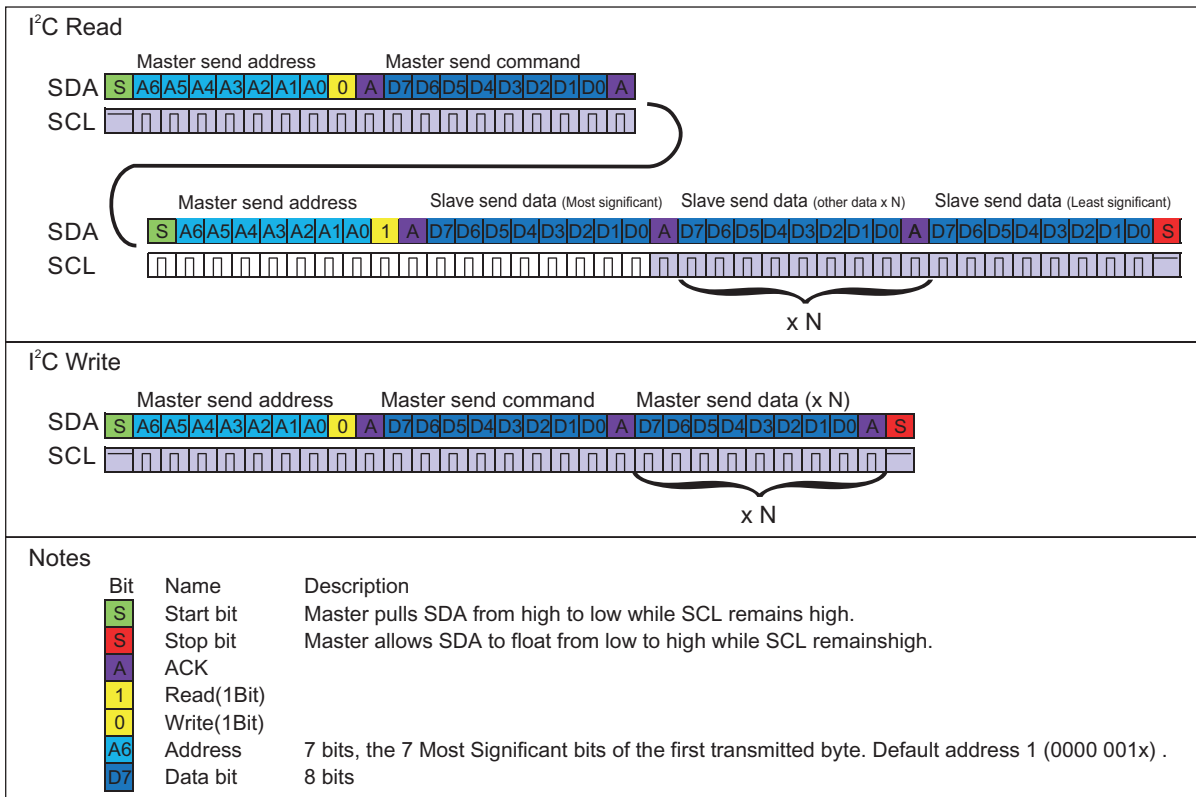 I²C Read
Master send address Master send command
SDA S A6 A5 A4 A3 A2 A1 A0 0 A D7 D6 D5 D4 D3 D2 D1 D0 A
SCL
Master send address Slave send data (Most significant) Slave send data (other data x N) Slave send data (Least significant)
SDA S A6 A5 A4 A3 A2 A1 A0 1 A D7 D6 D5 D4 D3 D2 D1 D0 A D7 D6 D5 D4 D3 D2 D1 D0 A D7 D6 D5 D4 D3 D2 D1 D0 S
SCL
x N
I²C Write
Master send address Master send command Master send data (x N)
SDA S A6 A5 A4 A3 A2 A1 A0 0 A D7 D6 D5 D4 D3 D2 D1 D0 A D7 D6 D5 D4 D3 D2 D1 D0 A S
SCL
x N
Notes
Bit Name Description
S Start bit Master pulls SDA from high to low while SCL remains high.
S Stop bit Master allows SDA to float from low to high while SCL remainshigh.
A ACK
1 Read(1Bit)
0 Write(1Bit)
A6 Address 7 bits, the 7 Most Significant bits of the first transmitted byte. Default address 1 (0000 001x) .
D7 Data bit 8 bits